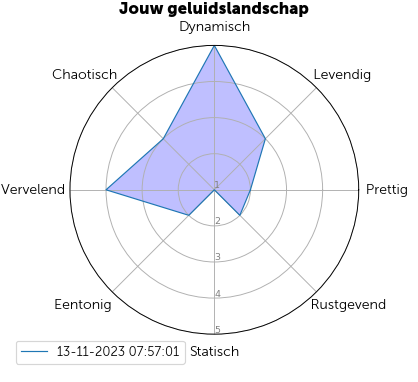 Jouw geluidslandschap
Dynamisch
Chaotisch
Levendig
Vervelend
1
Prettig
2
3
4
Eentonig
Rustgevend
5
13-11-2023 07:57:01
Statisch